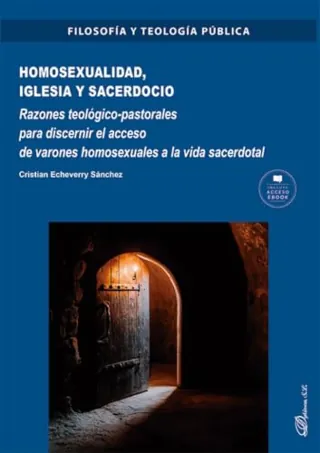 FILOSOFÍA Y TEOLOGÍA PÚBLICA
HOMOSEXUALIDAD,
IGLESIA Y SACERDOCIO
Razones teológico-pastorales
para discernir el acceso
de varones homosexuales a la vida sacerdotal
Cristian Echeverry Sánchez
INCLUYE
ACCESO
EBOOK
Dykinson, S.L.